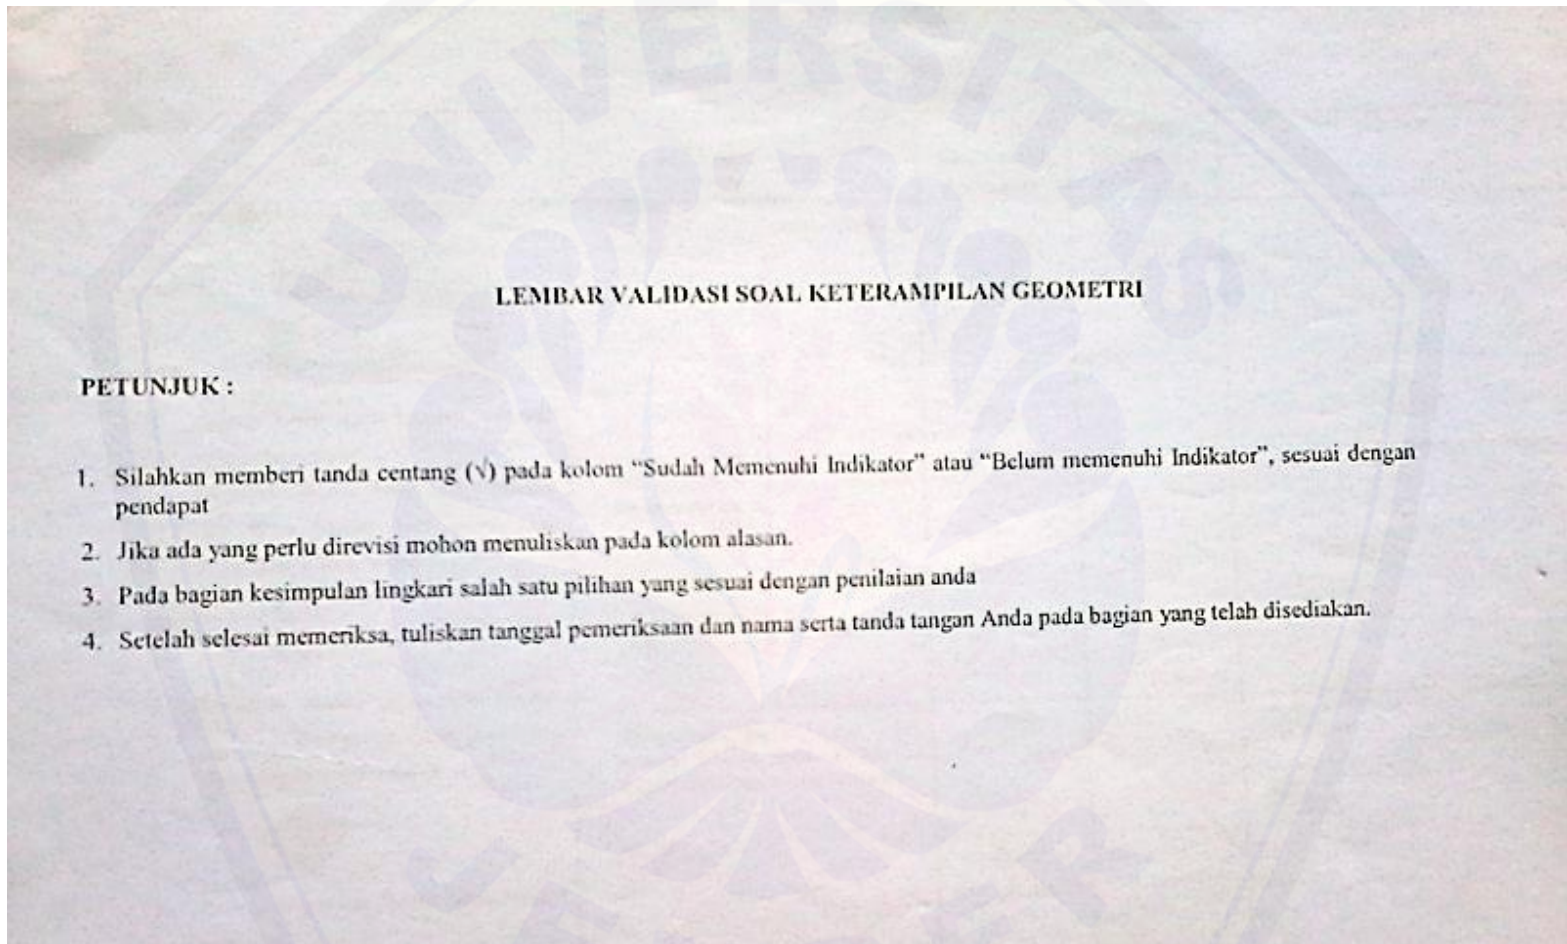 UNIVERSITAS
LEMBAR VALIDASI SOAL KETERAMPILAN GEOMETRI
PETUNJUK :
1. Silahkan memberi tanda centang (√) pada kolom “Sudah Memenuhi Indikator” atau “Belum memenuhi Indikator”, sesuai dengan
pendapat
2. Jika ada yang perlu direvisi mohon menuliskan pada kolom alasan.
3. Pada bagian kesimpulan lingkari salah satu pilihan yang sesuai dengan penilaian anda
4. Setelah selesai memeriksa, tuliskan tanggal pemeriksaan dan nama serta tanda tangan Anda pada bagian yang telah disediakan.